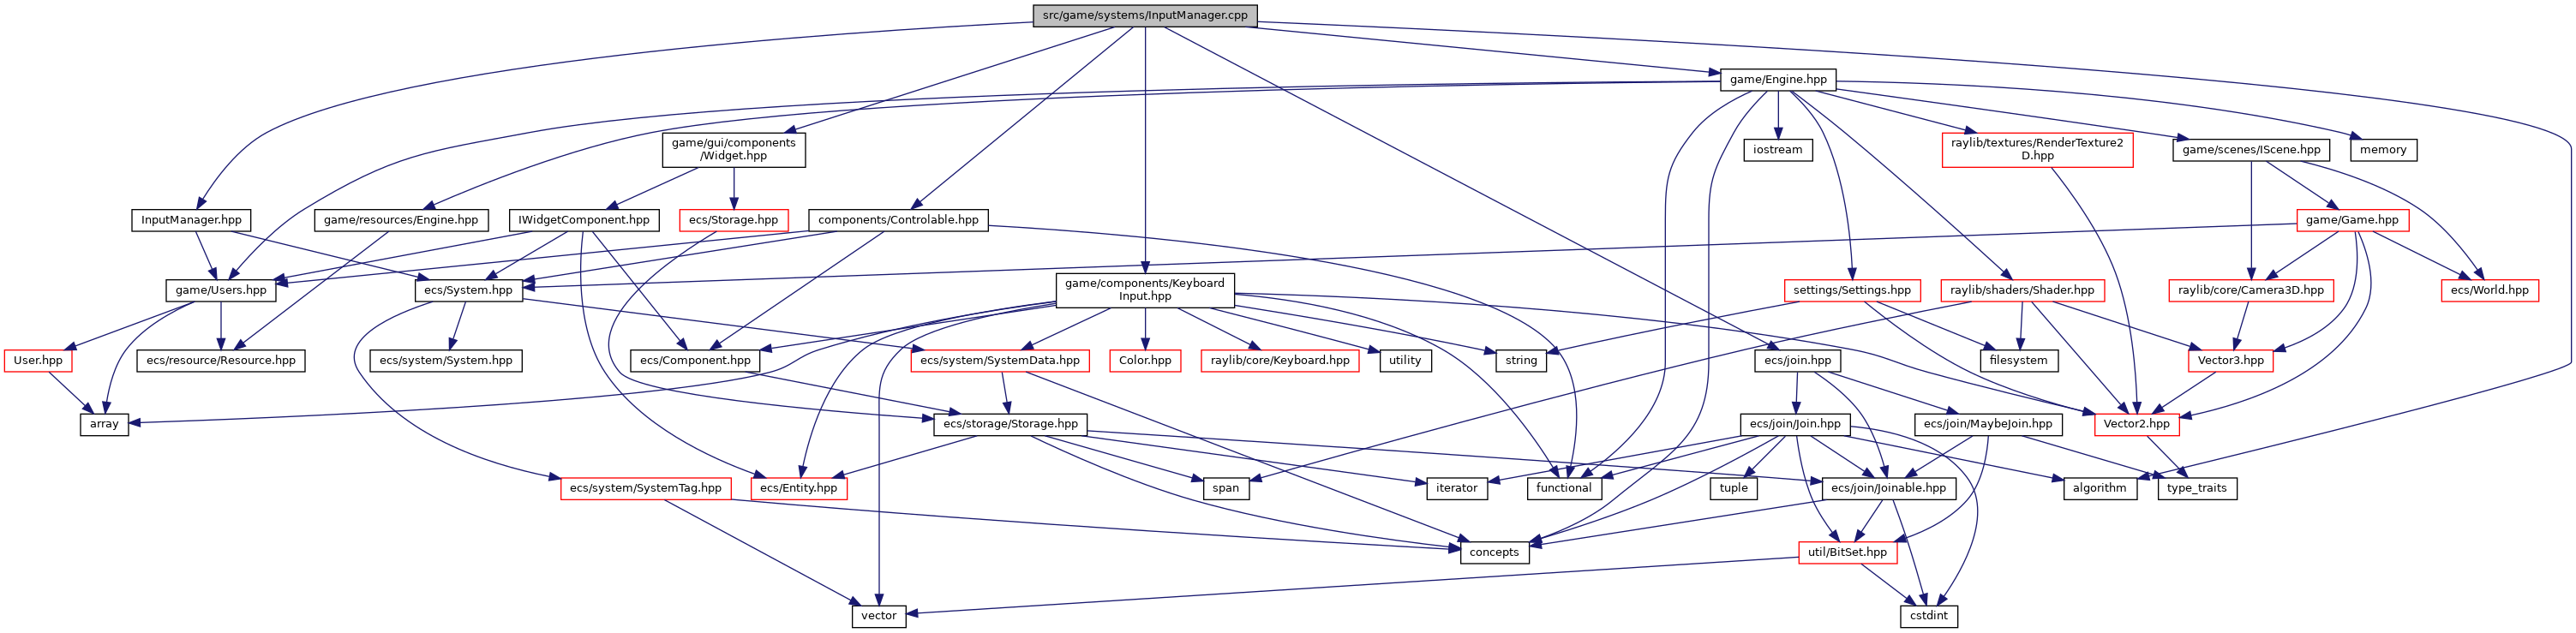 src/game/systems/InputManager.cpp
game/Engine.hpp
game/gui/components
/Widget.hpp
iostream
raylib/textures/RenderTexture2
D.hpp
game/scenes/IScene.hpp
memory
InputManager.hpp
game/resources/Engine.hpp
IWidgetComponent.hpp
ecs/Storage.hpp
components/Controlable.hpp
game/Game.hpp
game/Users.hpp
ecs/System.hpp
game/components/Keyboard
Input.hpp
settings/Settings.hpp
raylib/shaders/Shader.hpp
raylib/core/Camera3D.hpp
ecs/World.hpp
User.hpp
ecs/resource/Resource.hpp
ecs/system/System.hpp
ecs/Component.hpp
ecs/system/SystemData.hpp
Color.hpp
raylib/core/Keyboard.hpp
utility
string
ecs/join.hpp
filesystem
Vector3.hpp
array
ecs/storage/Storage.hpp
ecs/join/Join.hpp
ecs/join/MaybeJoin.hpp
Vector2.hpp
ecs/system/SystemTag.hpp
ecs/Entity.hpp
span
iterator
functional
tuple
ecs/join/Joinable.hpp
algorithm
type_traits
concepts
util/BitSet.hpp
vector
cstdint